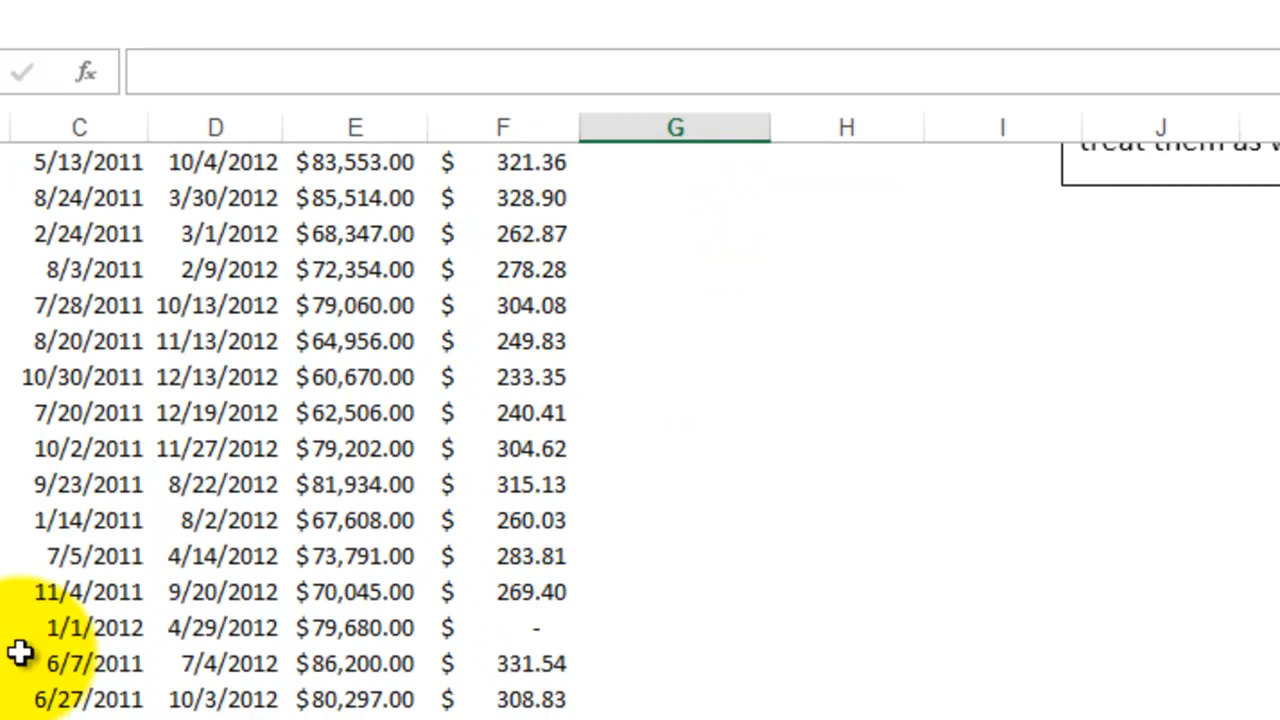 fx
C D E F G H I J
treat them as
5/13/2011 10/4/2012 $83,553.00 $ 321.36
8/24/2011 3/30/2012 $85,514.00 $ 328.90
2/24/2011 3/1/2012 $68,347.00 $ 262.87
8/3/2011 2/9/2012 $72,354.00 $ 278.28
7/28/2011 10/13/2012 $79,060.00 $ 304.08
8/20/2011 11/13/2012 $64,956.00 $ 249.83
10/30/2011 12/13/2012 $60,670.00 $ 233.35
7/20/2011 12/19/2012 $62,506.00 $ 240.41
10/2/2011 11/27/2012 $79,202.00 $ 304.62
9/23/2011 8/22/2012 $81,934.00 $ 315.13
1/14/2011 8/2/2012 $67,608.00 $ 260.03
7/5/2011 4/14/2012 $73,791.00 $ 283.81
11/4/2011 9/20/2012 $70,045.00 $ 269.40
1/1/2012 4/29/2012 $79,680.00 $ -
6/7/2011 7/4/2012 $86,200.00 $ 331.54
6/27/2011 10/3/2012 $80,297.00 $ 308.83